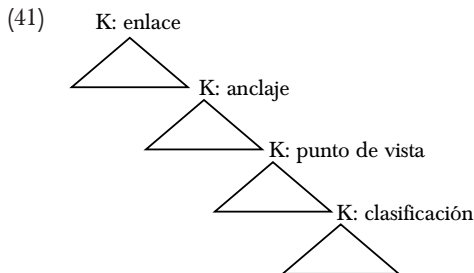 (41) K: enlace
K: anclaje
K: punto de vista
K: clasificación